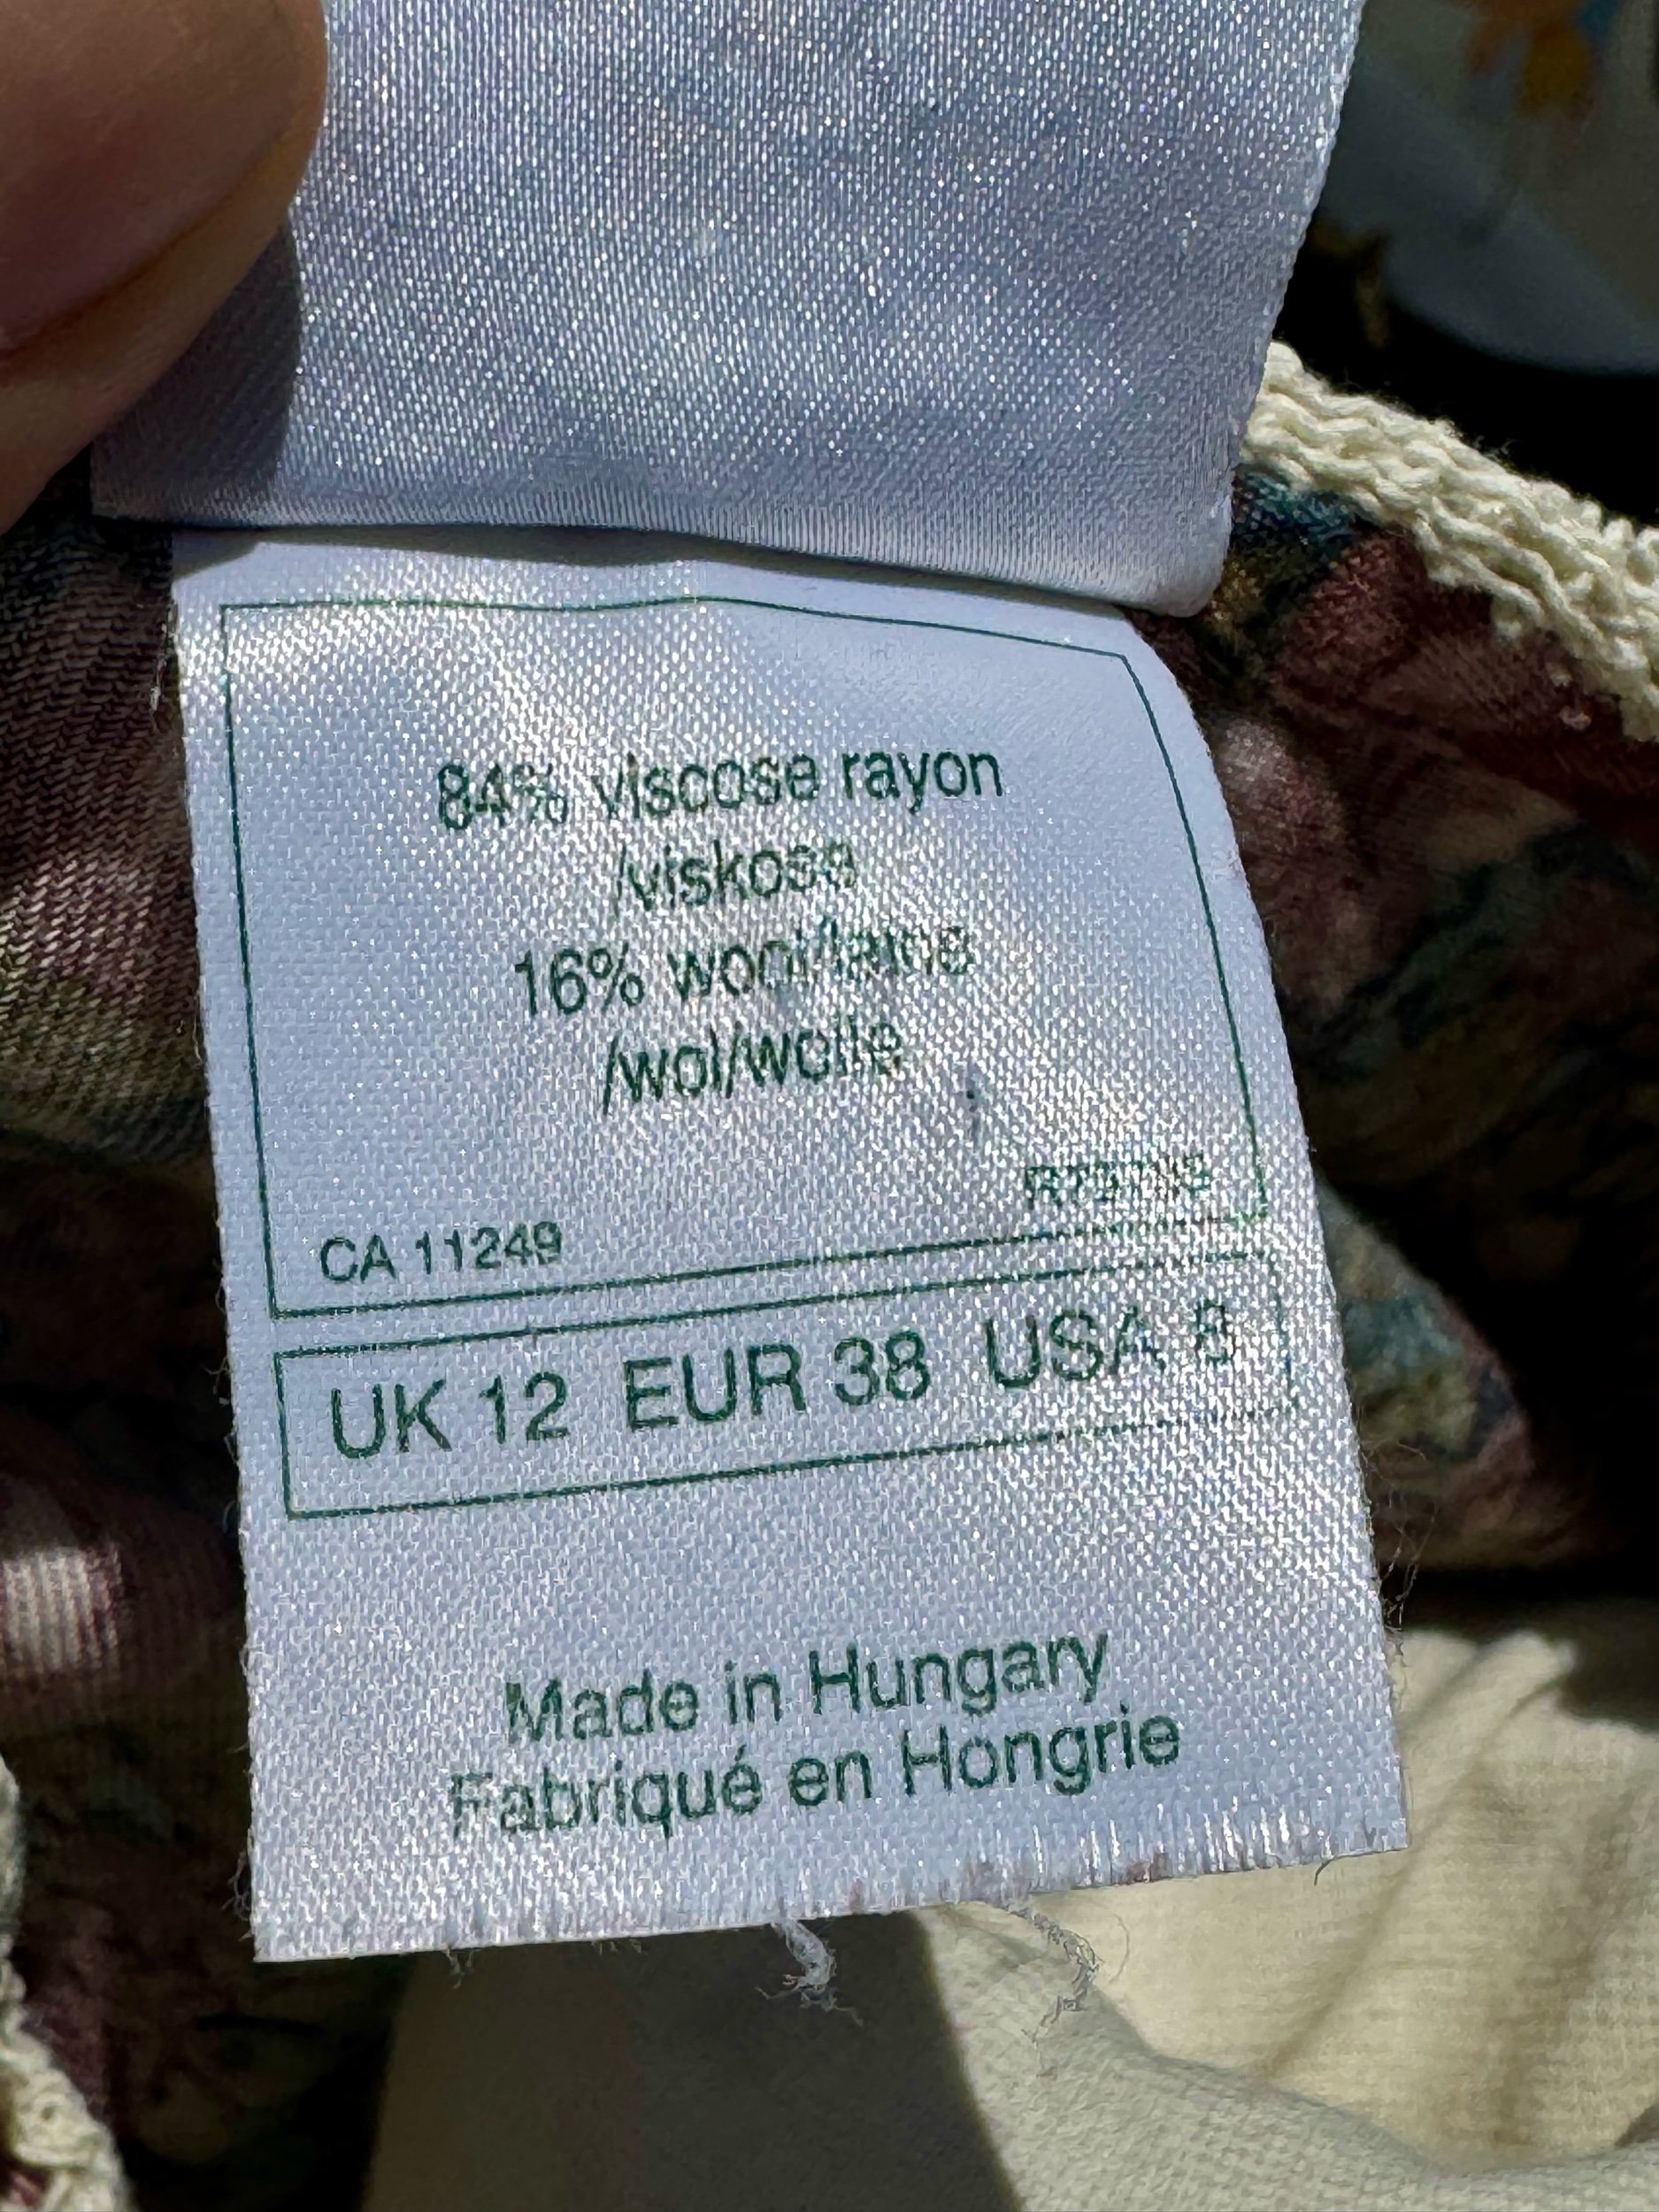 84% viscose rayon
/viskose
16% wool/laine
/wol/wolle
CA 11249
UK 12 EUR 38 USA 8
Made in Hungary
Fabriqué en Hongrie